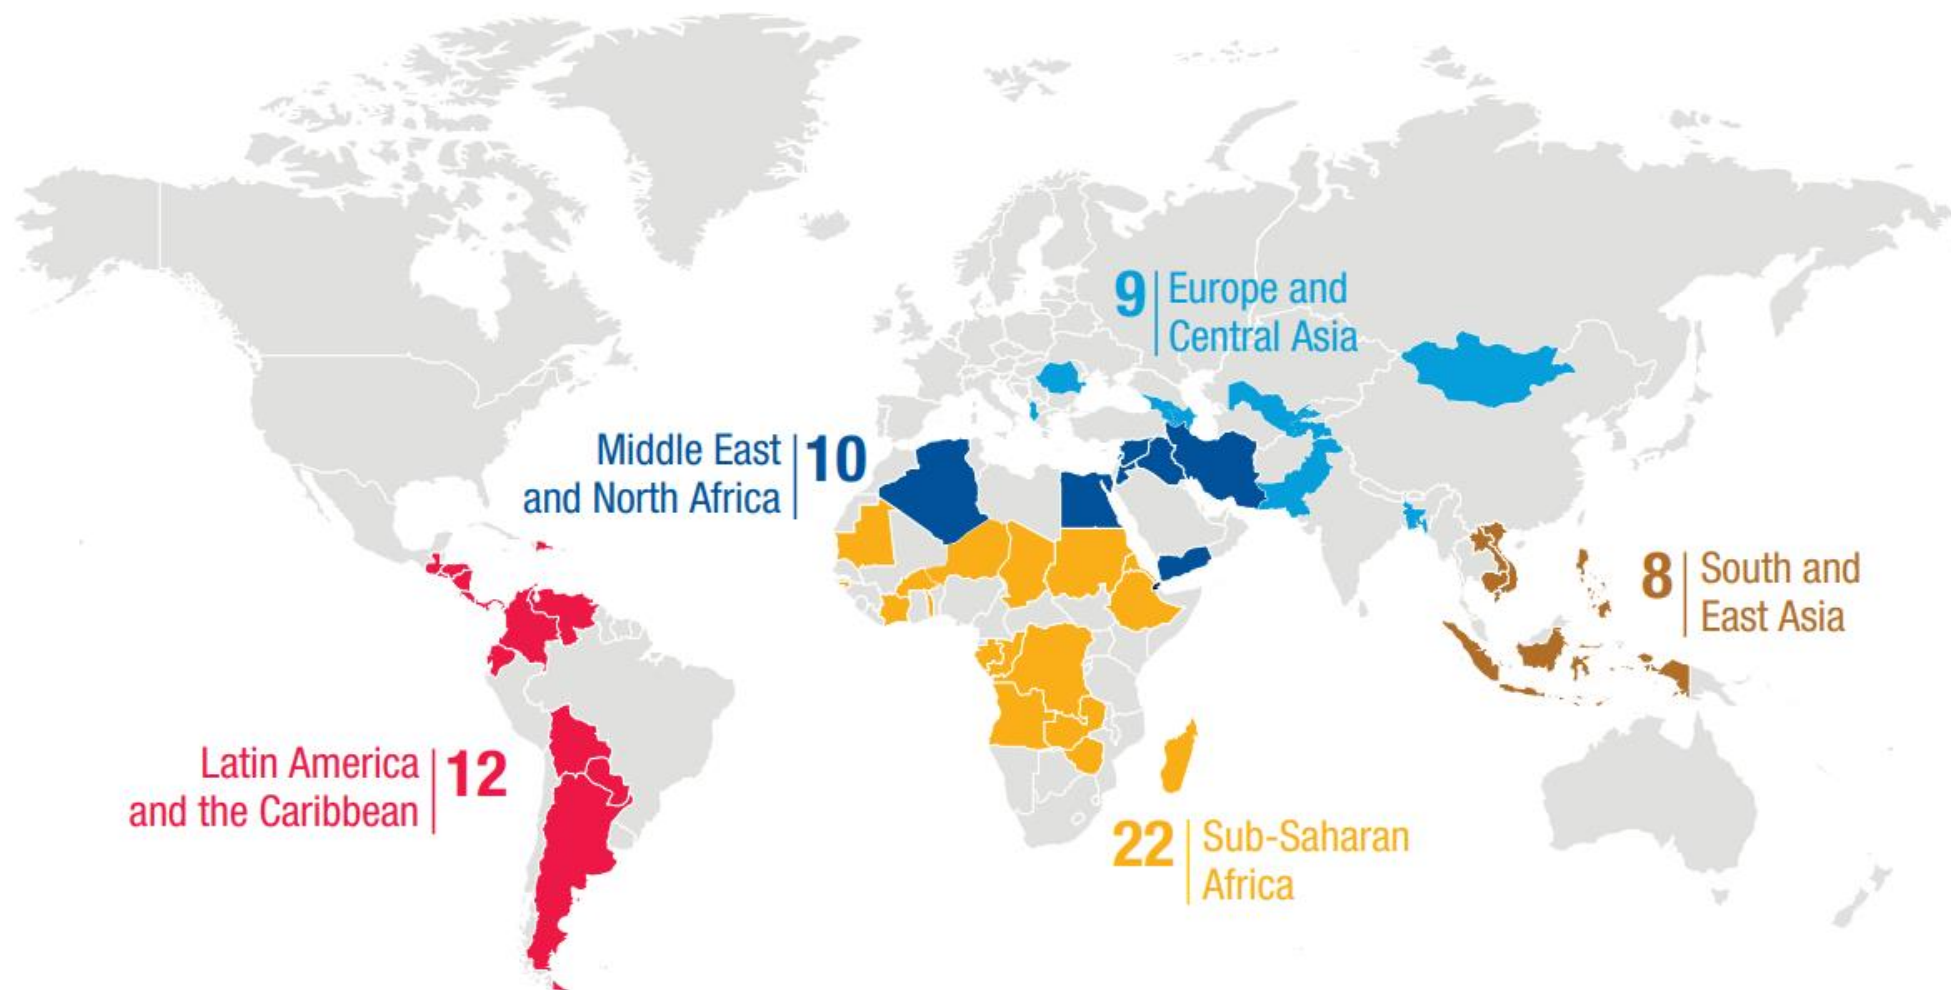 9
Europe and
Central Asia
Middle East
and North Africa
10
8
South and
East Asia
Latin America
and the Caribbean
12
22
Sub-Saharan
Africa